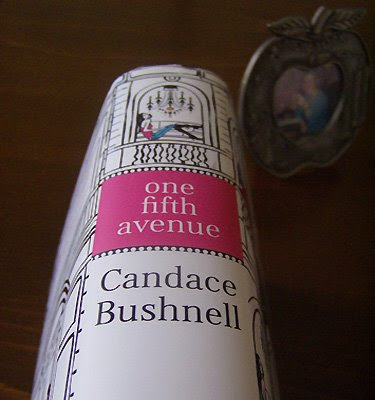 one
fifth
avenue
Candace
Bushnell